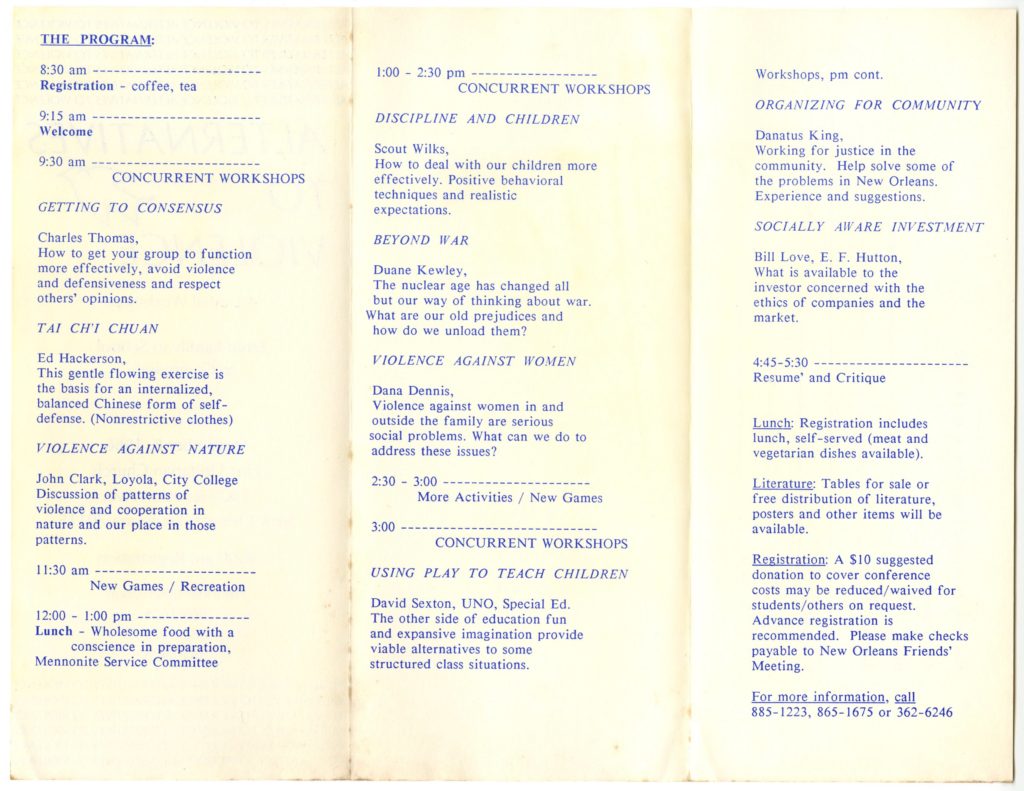 THE PROGRAM:
8:30 am ------------------------
Registration - coffee, tea
9:15 am ------------------------
Welcome
9:30 am ------------------------
CONCURRENT WORKSHOPS
GETTING TO CONSENSUS
Charles Thomas,
How to get your group to function
more effectively, avoid violence
and defensiveness and respect
others' opinions.
TAI CH'I CHUAN
Ed Hackerson,
This gentle flowing exercise is
the basis for an internalized,
balanced Chinese form of self-
defense. (Nonrestrictive clothes)
VIOLENCE AGAINST NATURE
John Clark, Loyola, City College
Discussion of patterns of
violence and cooperation in
nature and our place in those
patterns.
11:30 am -----------------------
New Games / Recreation
12:00 - 1:00 pm ----------------
Lunch - Wholesome food with a
conscience in preparation,
Mennonite Service Committee
1:00 - 2:30 pm ------------------
CONCURRENT WORKSHOPS
DISCIPLINE AND CHILDREN
Scout Wilks,
How to deal with our children more
effectively. Positive behavioral
techniques and realistic
expectations.
BEYOND WAR
Duane Kewley,
The nuclear age has changed all
but our way of thinking about war.
What are our old prejudices and
how do we unload them?
VIOLENCE AGAINST WOMEN
Dana Dennis,
Violence against women in and
outside the family are serious
social problems. What can we do to
address these issues?
2:30 - 3:00 ---------------------
More Activities / New Games
3:00 ----------------------------
CONCURRENT WORKSHOPS
USING PLAY TO TEACH CHILDREN
David Sexton, UNO, Special Ed.
The other side of education fun
and expansive imagination provide
viable alternatives to some
structured class situations.
Workshops, pm cont.
ORGANIZING FOR COMMUNITY
Danatus King,
Working for justice in the
community. Help solve some of
the problems in New Orleans.
Experience and suggestions.
SOCIALLY AWARE INVESTMENT
Bill Love, E. F. Hutton,
What is available to the
investor concerned with the
ethics of companies and the
market.
4:45-5:30 ----------------------
Resume' and Critique
Lunch: Registration includes
lunch, self-served (meat and
vegetarian dishes available).
Literature: Tables for sale or
free distribution of literature,
posters and other items will be
available.
Registration: A $10 suggested
donation to cover conference
costs may be reduced/waived for
students/others on request.
Advance registration is
recommended. Please make checks
payable to New Orleans Friends'
Meeting.
For more information, call
885-1223, 865-1675 or 362-6246